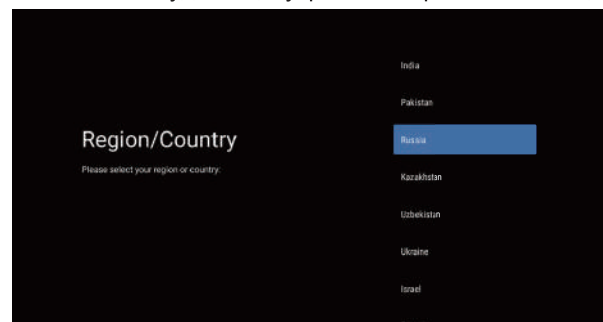 Region/Country
Please select your region or country:
India
Pakistan
Russia
Kazakhstan
Uzbekistan
Ukraine
Israel